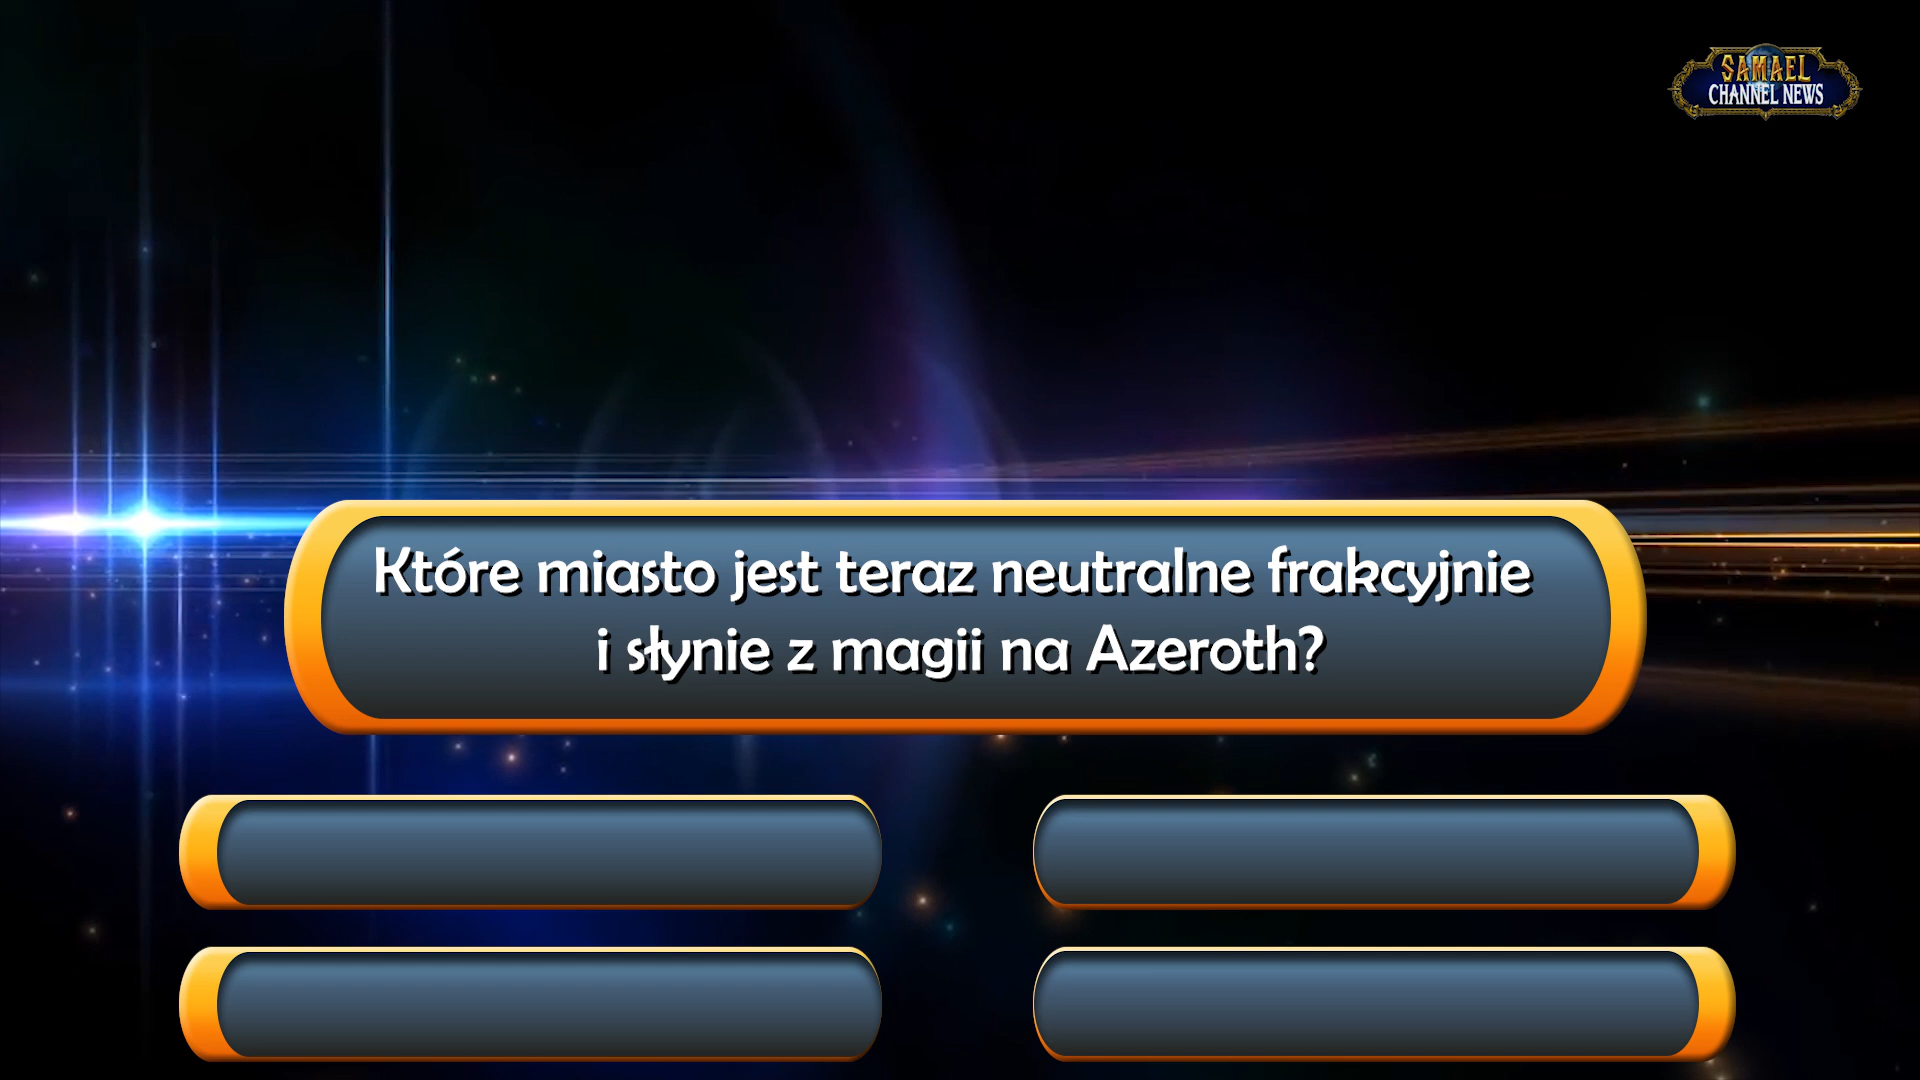 SAMAEL
CHANNEL NEWS
Które miasto jest teraz neutralne frakcyjnie
i słynie z magii na Azeroth?